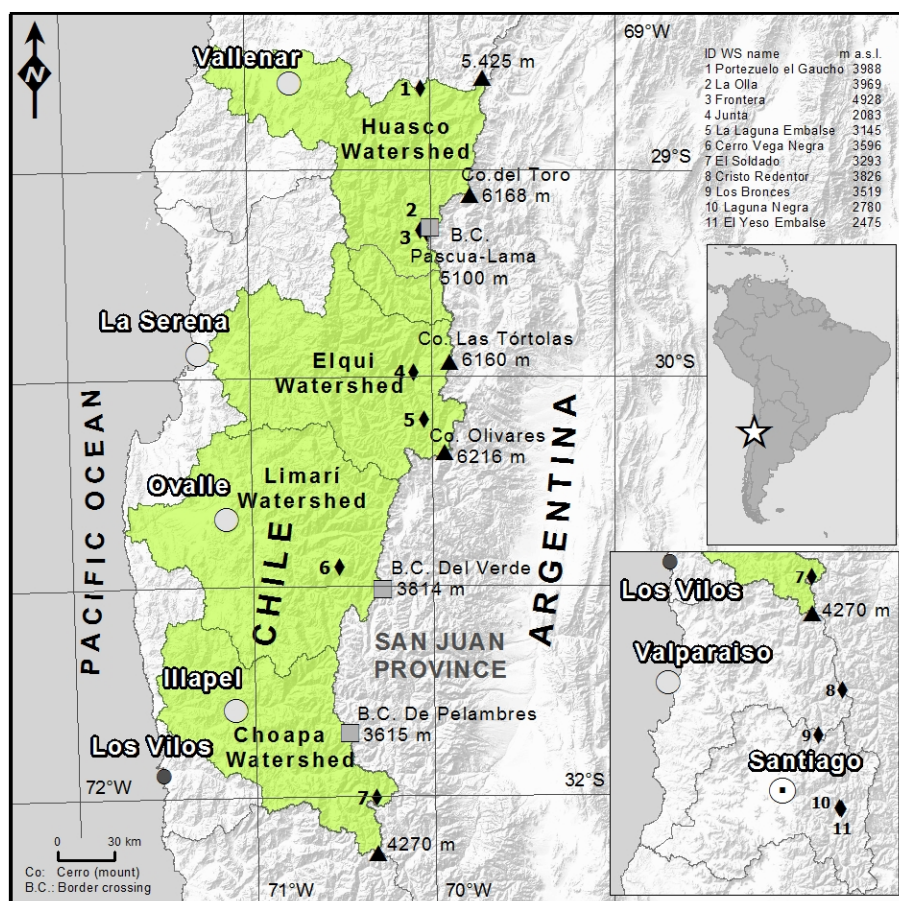 69°W
ID WS name m a.s.l.
1 Portezuelo el Gaucho 3988
2 La Olla 3969
3 Frontera 4928
4 Junta 2083
5 La Laguna Embalse 3145
6 Cerro Vega Negra 3596
7 El Soldado 3293
8 Cristo Redentor 3826
9 Los Bronces 3519
10 Laguna Negra 2780
11 El Yeso Embalse 2475
N
Vallenar
5.425 m
1
Huasco
Watershed
29°S
Co.del Toro
6168 m
2
3
B.C.
Pascua-Lama
5100 m
La Serena
Co. Las Tórtolas
6160 m
Elqui
Watershed
30°S
4
5
Co. Olivares
6216 m
PACIFIC OCEAN
CHILE
ARGENTINA
Limarí
Watershed
Ovalle
6
B.C. Del Verde
3814 m
SAN JUAN
PROVINCE
Illapel
B.C. De Pelambres
3615 m
Choapa
Watershed
Los Vilos
72°W
32°S
7
4270 m
0 30 km
Co: Cerro (mount)
B.C.: Border crossing
71°W
70°W
7
Los Vilos
4270 m
Valparaiso
8
9
Santiago
10
11